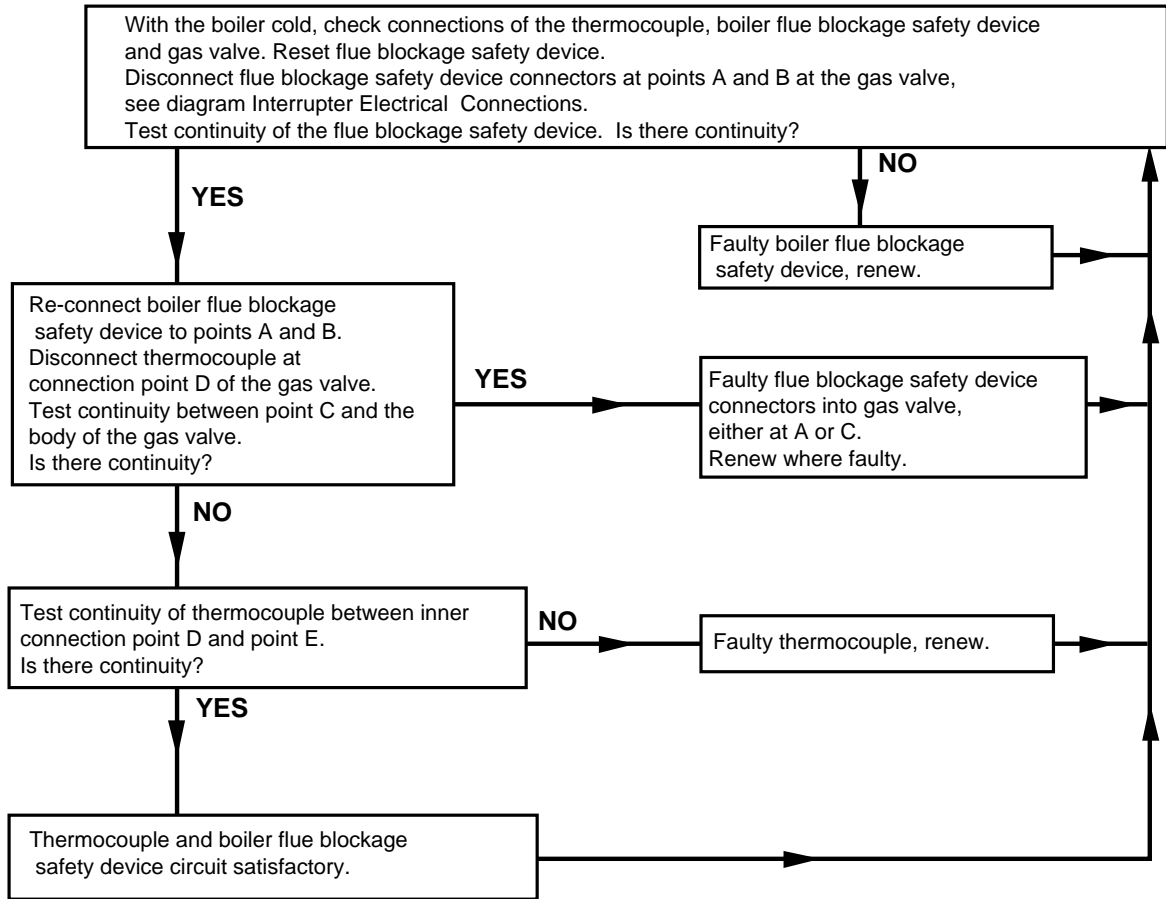 With the boiler cold, check connections of the thermocouple, boiler flue blockage safety device
and gas valve. Reset flue blockage safety device.
Disconnect flue blockage safety device connectors at points A and B at the gas valve,
see diagram Interrupter Electrical Connections.
Test continuity of the flue blockage safety device. Is there continuity?
YES
NO
Faulty boiler flue blockage
safety device, renew.
Re-connect boiler flue blockage
safety device to points A and B.
Disconnect thermocouple at
connection point D of the gas valve.
Test continuity between point C and the
body of the gas valve.
Is there continuity?
YES
Faulty flue blockage safety device
connectors into gas valve,
either at A or C.
Renew where faulty.
NO
Test continuity of thermocouple between inner
connection point D and point E.
Is there continuity?
NO
Faulty thermocouple, renew.
YES
Thermocouple and boiler flue blockage
safety device circuit satisfactory.